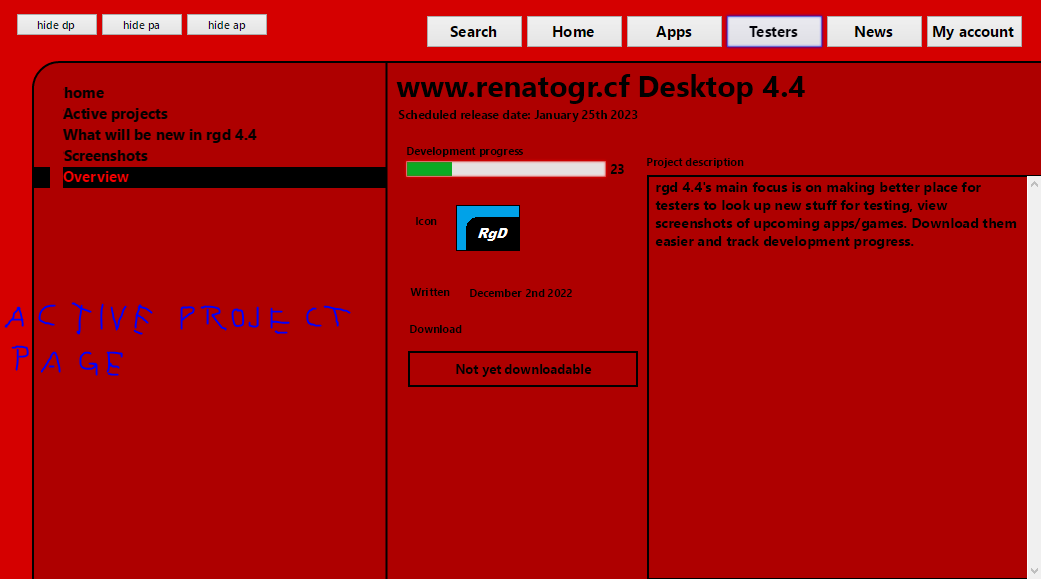 hide dp
hide pa
hide ap
Search
Home
Apps
Testers
News
My account
home
Active projects
What will be new in rgd 4.4
Screenshots
Overview
ACTIVE PROJECT
PAGE
www.renatogr.cf Desktop 4.4
Scheduled release date: January 25th 2023
Development progress
23
Icon
RgD
Written December 2nd 2022
Download
Not yet downloadable
Project description
rgd 4.4's main focus is on making better place for
testers to look up new stuff for testing, view
screenshots of upcoming apps/games. Download them
easier and track development progress.